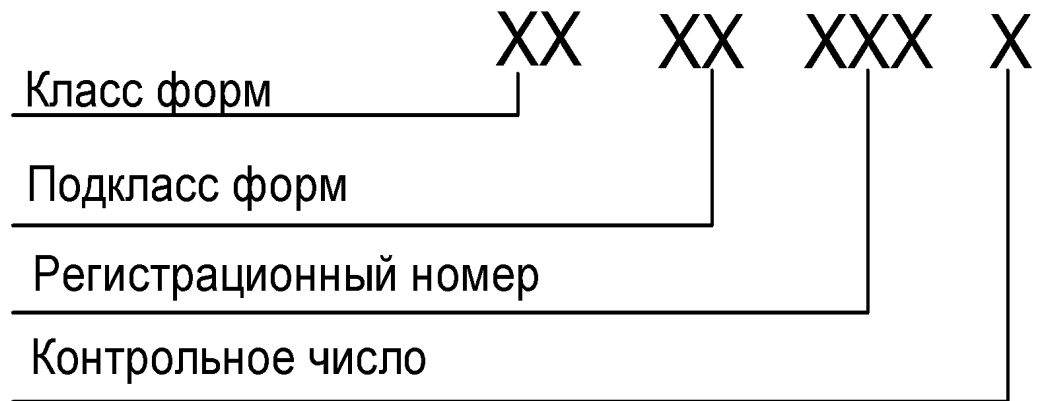 XX XX XXX X
Класс форм
Подкласс форм
Регистрационный номер
Контрольное число